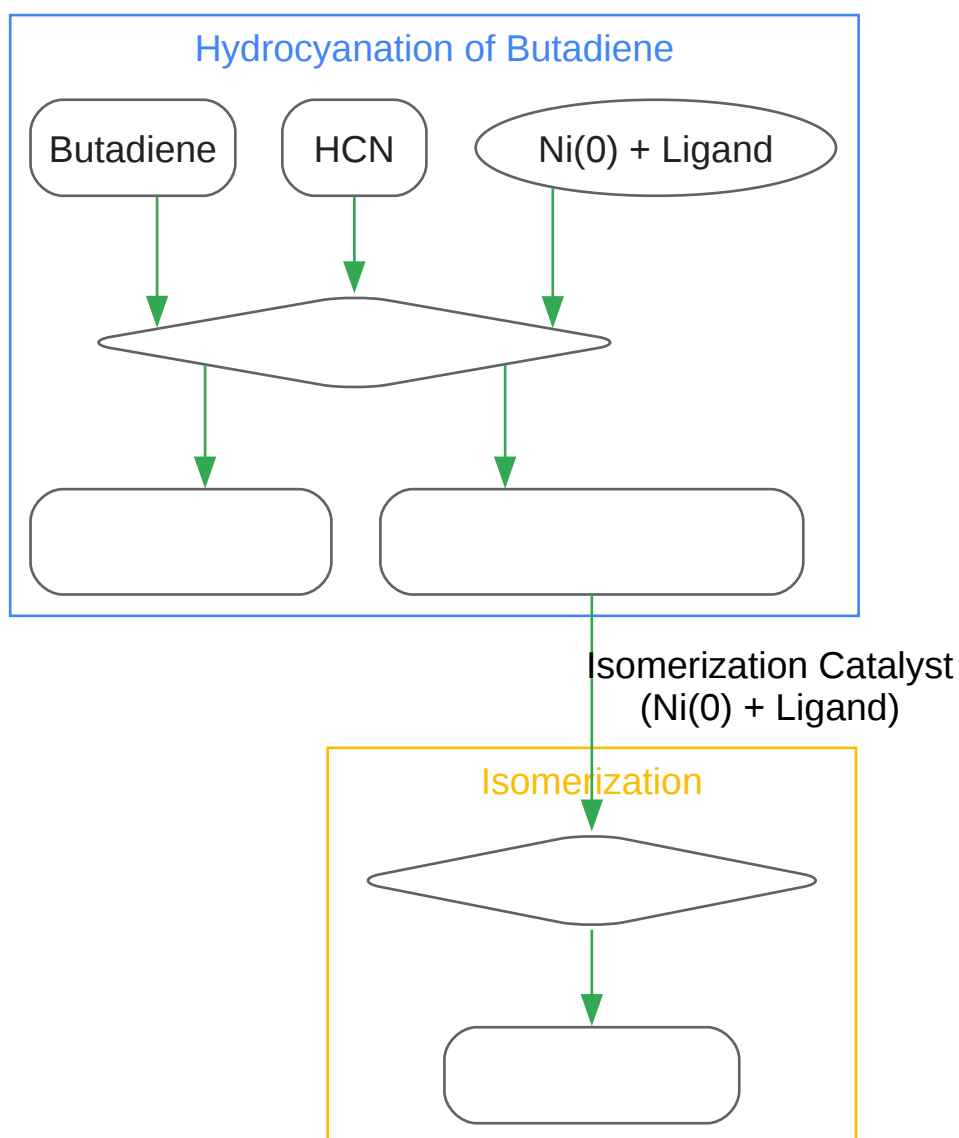 Hydrocyanation of Butadiene
Butadiene
HCN
Ni(0) + Ligand
Isomerization Catalyst
(Ni(0) + Ligand)
Isomerization